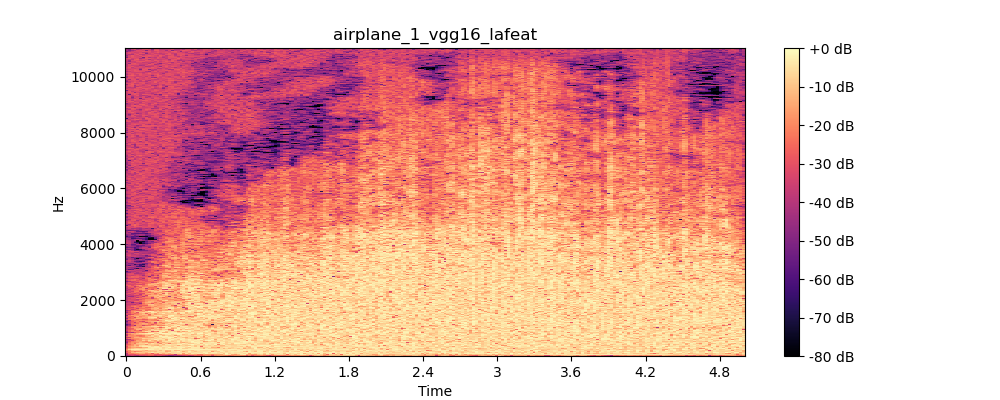 airplane_1_vgg16_lafeat
10000
8000
6000
4000
2000
0
Hz
0 0.6 1.2 1.8 2.4 3 3.6 4.2 4.8
Time
+0 dB
-10 dB
-20 dB
-30 dB
-40 dB
-50 dB
-60 dB
-70 dB
-80 dB